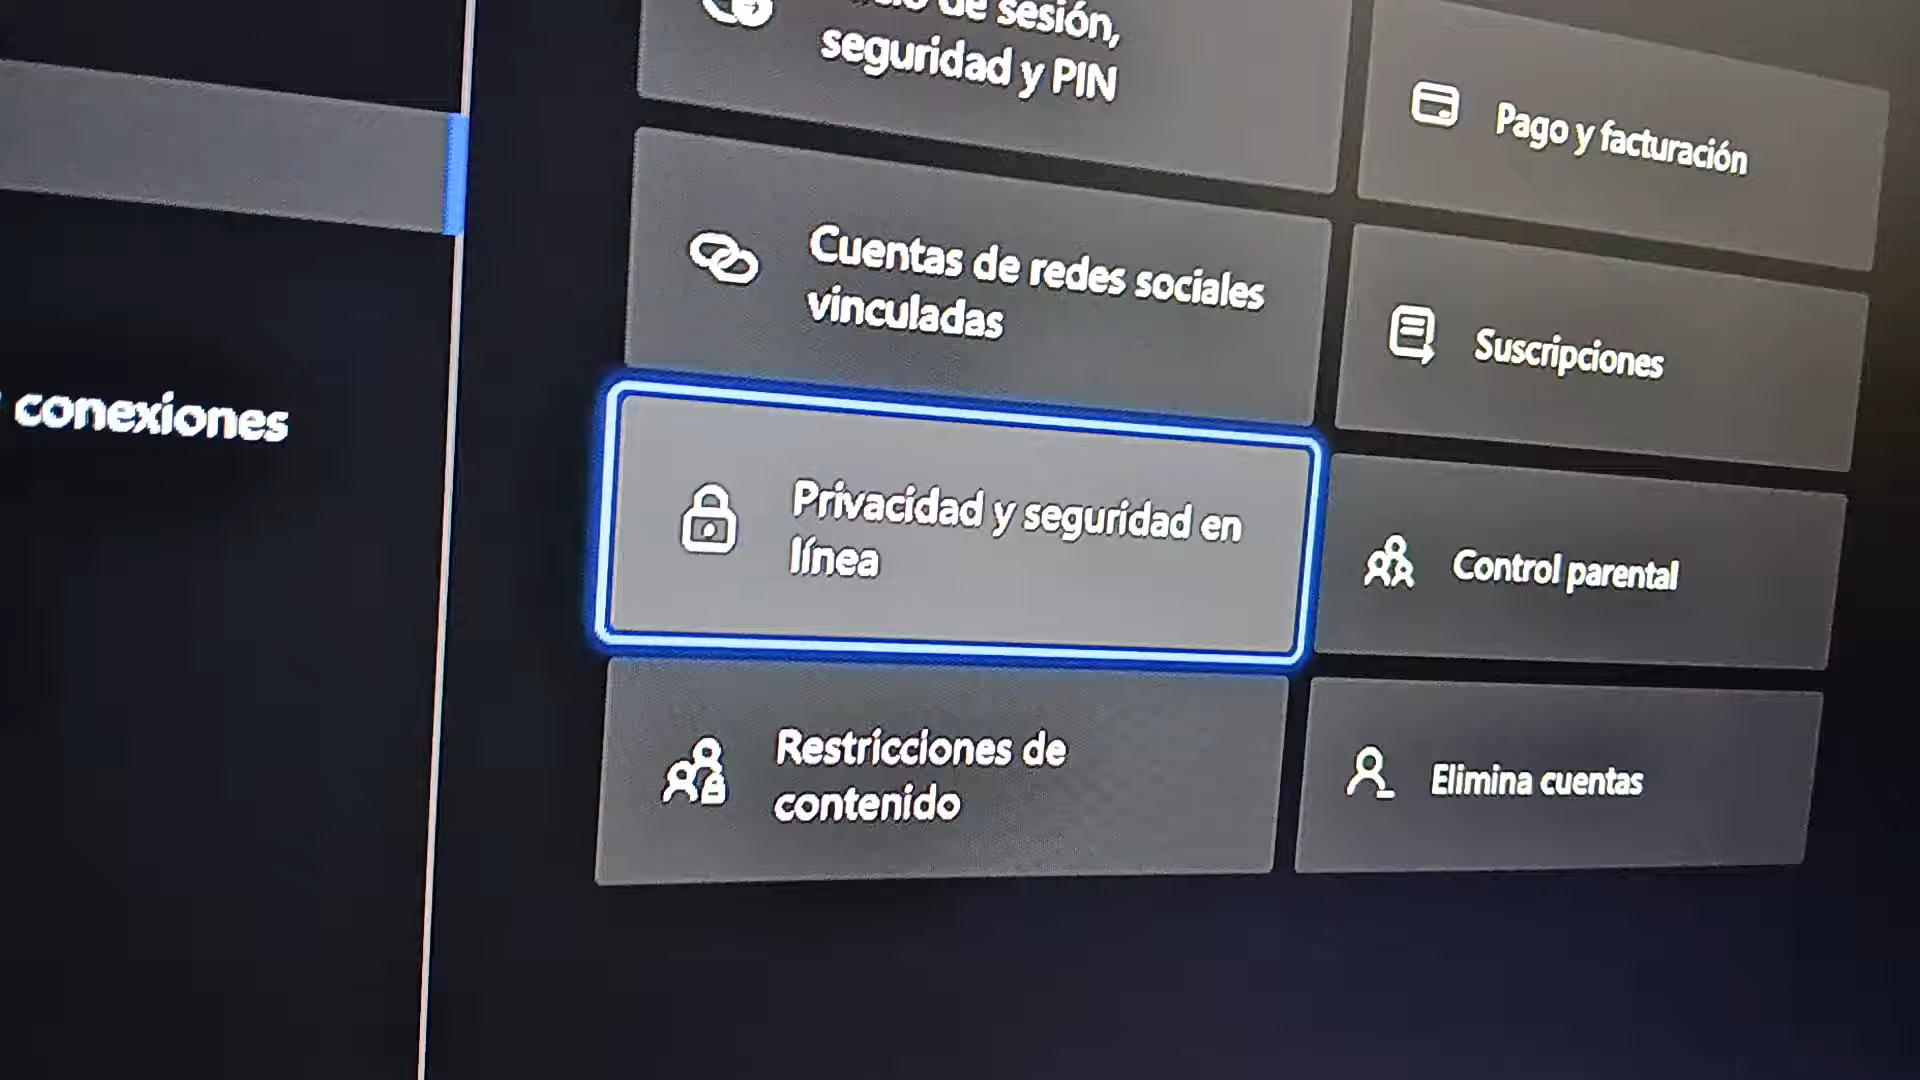 de sesión,
seguridad y PIN
Pago y facturación
Cuentas de redes sociales
vinculadas
Suscripciones
conexiones
Privacidad y seguridad en
línea
Control parental
Restricciones de
contenido
Elimina cuentas